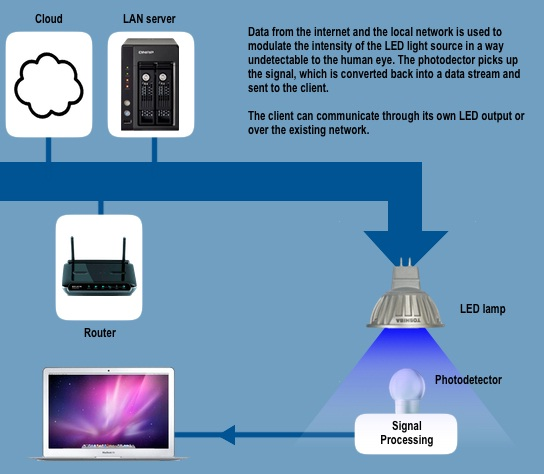 Cloud
LAN server
Data from the internet and the local network is used to
modulate the intensity of the LED light source in a way
undetectable to the human eye. The photodector picks up
the signal, which is converted back into a data stream and
sent to the client.
The client can communicate through its own LED output or
over the existing network.
QNAP
Router
TOSHIBA
LED lamp
Photodetector
Signal
Processing